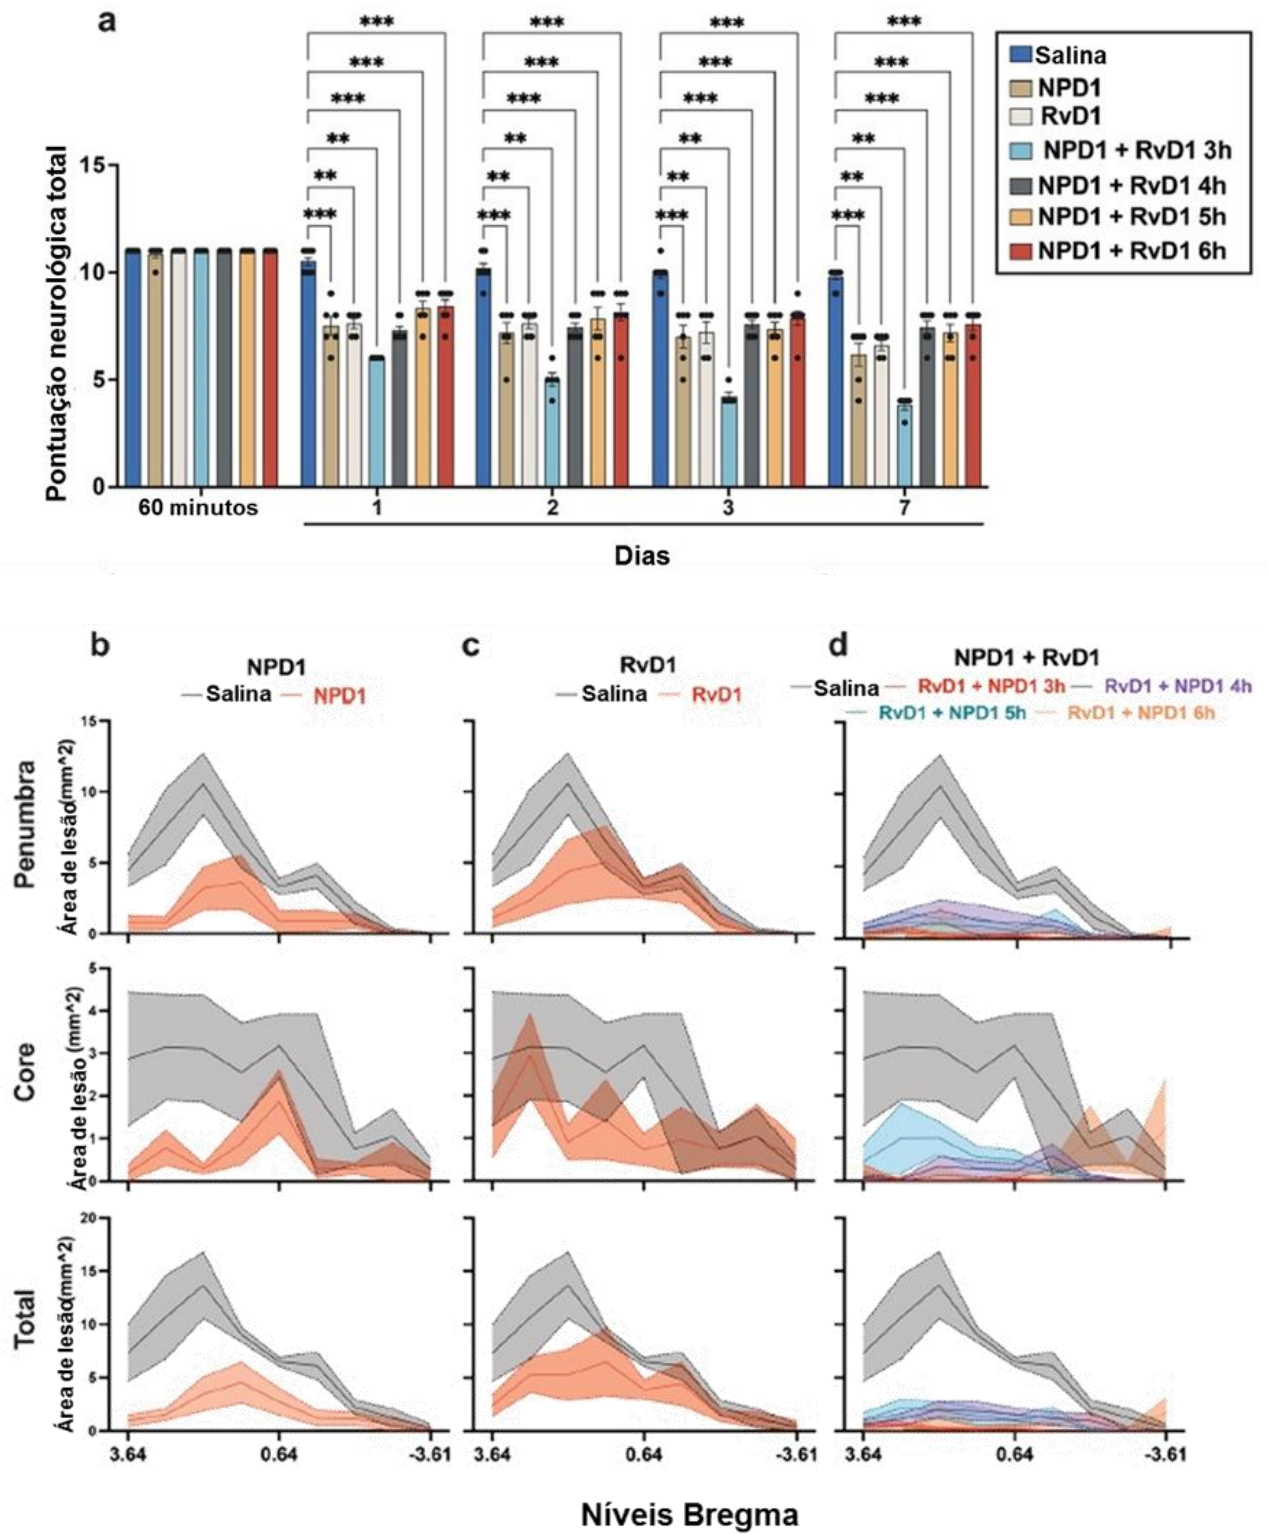 a
*** *** *** ***
*** *** *** ***
*** *** *** ***
** ** ** **
** ** ** **
*** *** *** ***
Salina
NPD1
RvD1
NPD1 + RvD1 3h
NPD1 + RvD1 4h
NPD1 + RvD1 5h
NPD1 + RvD1 6h
Pontuação neurológica total
15
10
5
0
60 minutos 1 2 3 7
Dias
b
NPD1
Salina NPD1
c
RvD1
Salina RvD1
d
NPD1 + RvD1
Salina RvD1 + NPD1 3h RvD1 + NPD1 4h
RvD1 + NPD1 5h RvD1 + NPD1 6h
Penumbra
Área de lesão(mm^2)
15
10
5
0
Core
Área de lesão (mm^2)
5
4
3
2
1
0
Total
Área de lesão(mm^2)
20
15
10
5
0
3.64 0.64 -3.61
3.64 0.64 -3.61
3.64 0.64 -3.61
Níveis Bregma